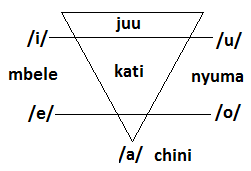 juu
/i/ /u/
mbele kati nyuma
/e/ /o/
/a/ chini